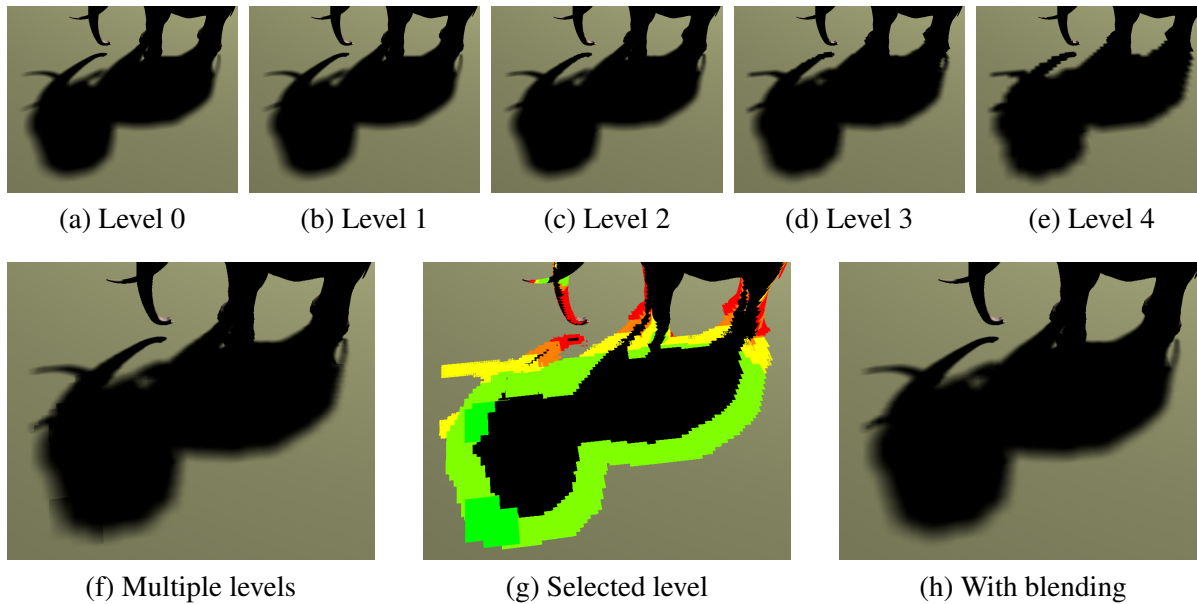 (a) Level 0
(b) Level 1
(c) Level 2
(d) Level 3
(e) Level 4
(f) Multiple levels
(g) Selected level
(h) With blending